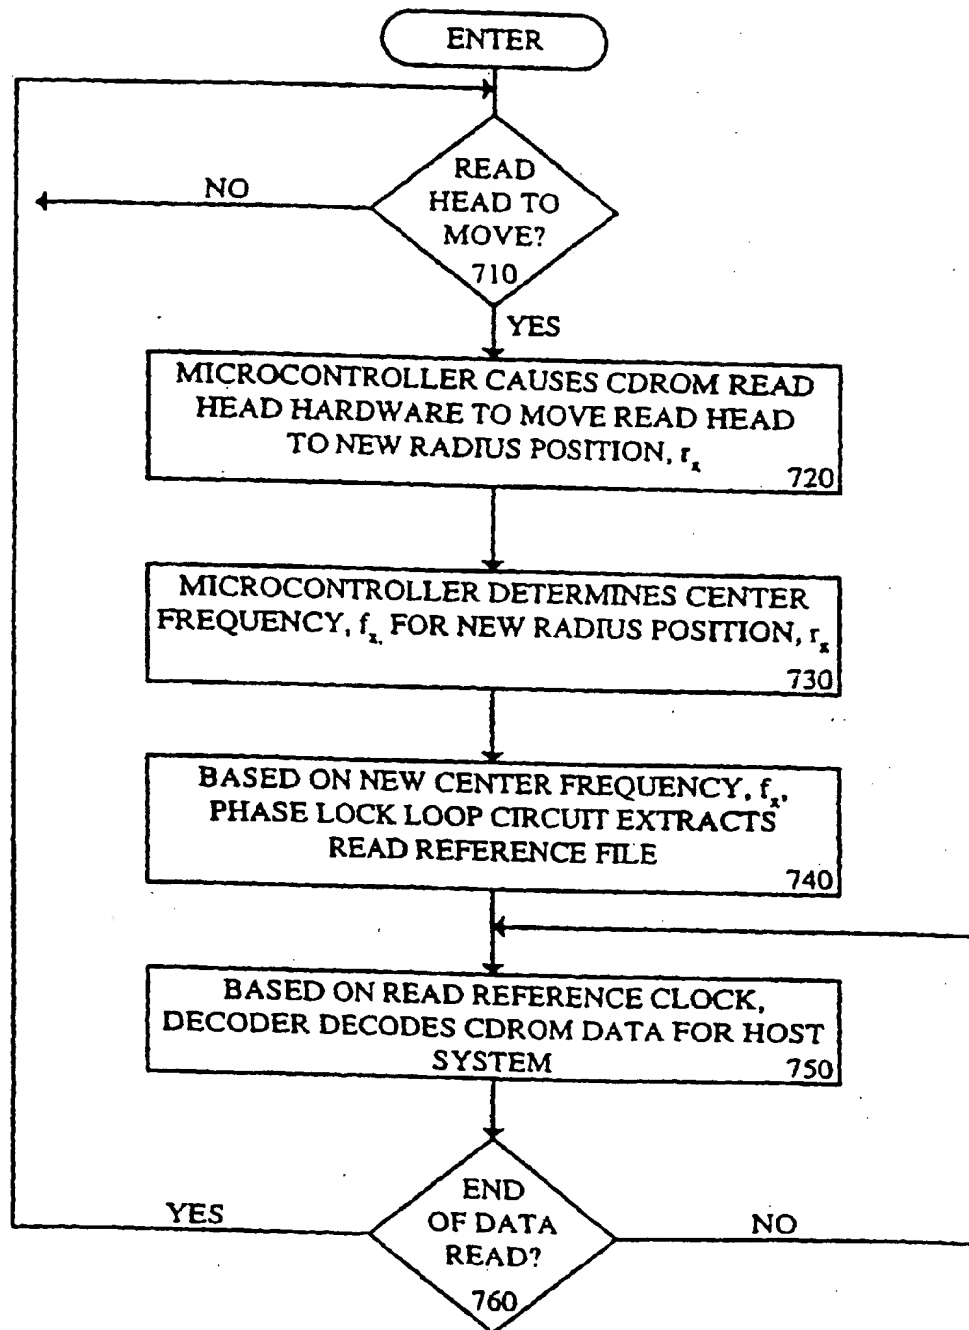 ENTER
READ
HEAD TO
MOVE?
710
NO
YES
MICROCONTROLLER CAUSES CDROM READ
HEAD HARDWARE TO MOVE READ HEAD
TO NEW RADIUS POSITION, rₓ
720
MICROCONTROLLER DETERMINES CENTER
FREQUENCY, fₓ, FOR NEW RADIUS POSITION, rₓ
730
BASED ON NEW CENTER FREQUENCY, fₓ,
PHASE LOCK LOOP CIRCUIT EXTRACTS
READ REFERENCE FILE
740
BASED ON READ REFERENCE CLOCK,
DECODER DECODES CDROM DATA FOR HOST
SYSTEM
750
END
OF DATA
READ?
760
YES
NO